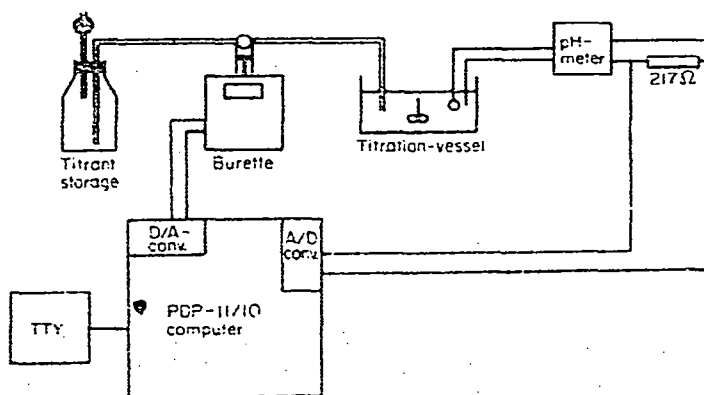 pH-
meter
217Ω
Titrant
storage
Burette
Titration-vessel
D/A-
conv.
A/D
conv.
TTY
PDP-11/10
computer